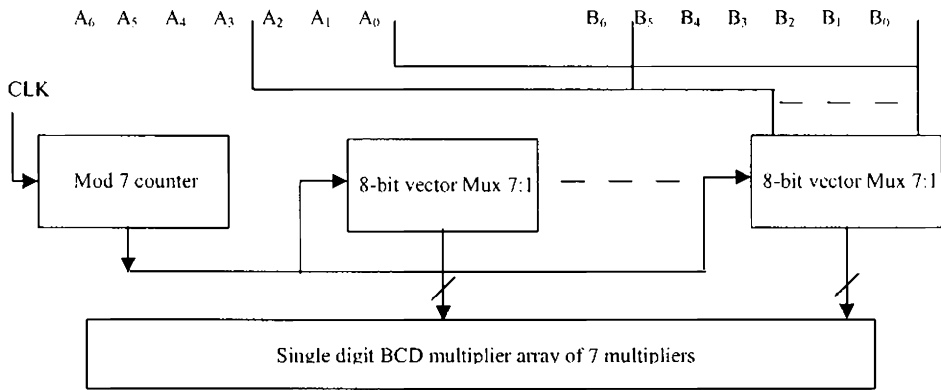 A₆ A₅ A₄ A₃ A₂ A₁ A₀ B₆ B₅ B₄ B₃ B₂ B₁ B₀
CLK
Mod 7 counter
8-bit vector Mux 7:1
8-bit vector Mux 7:1
Single digit BCD multiplier array of 7 multipliers